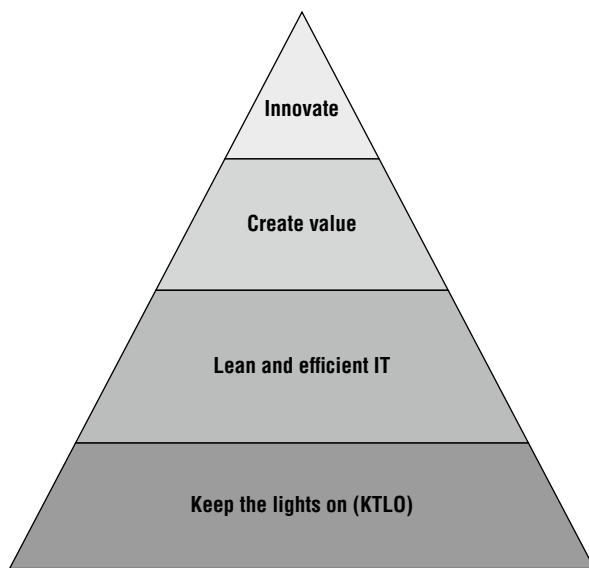 Innovate
Create value
Lean and efficient IT
Keep the lights on (KTLO)